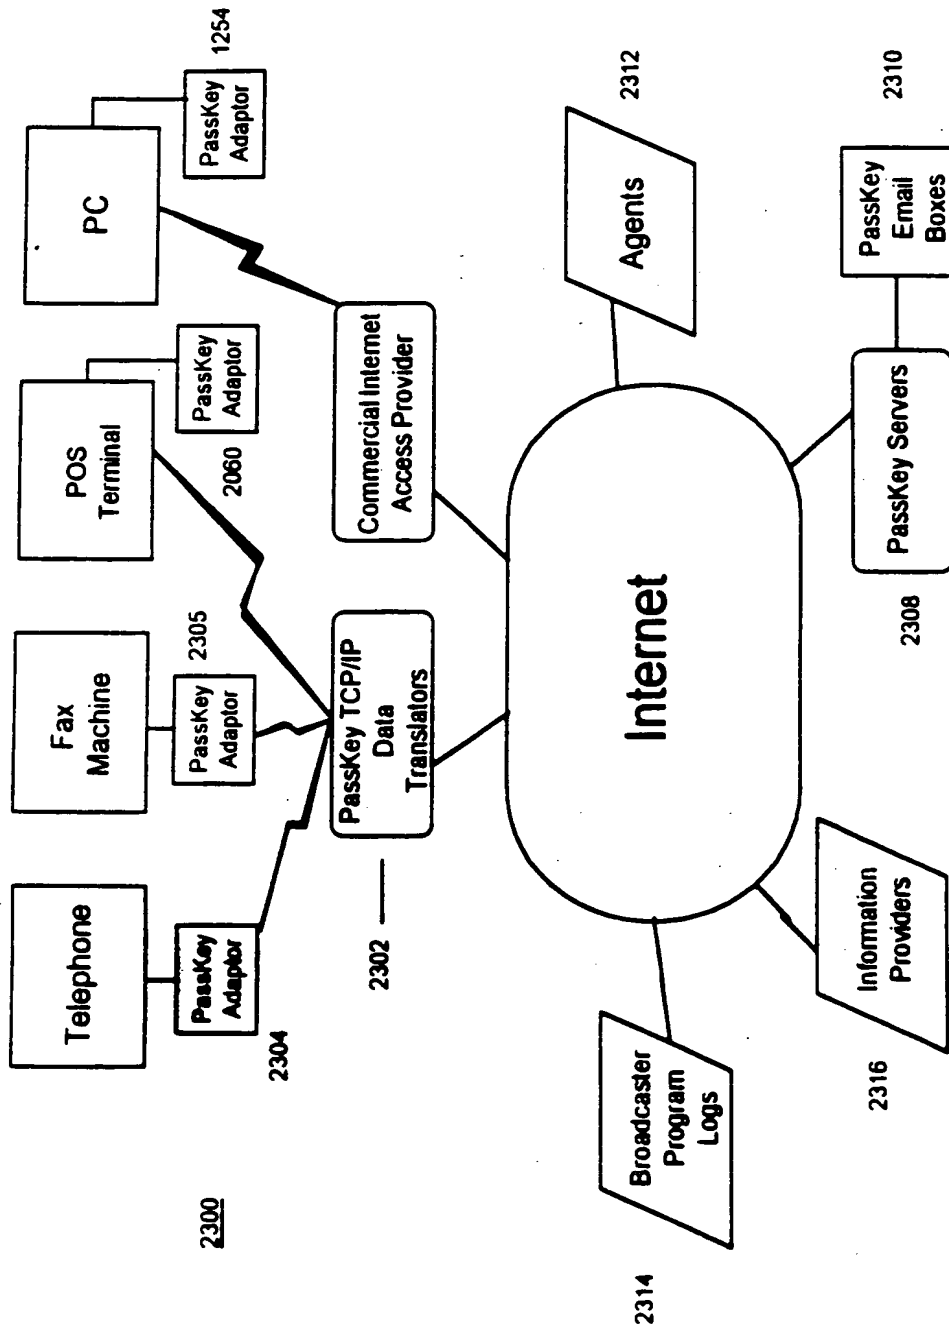 2300
Telephone
PassKey
Adaptor
2304
Fax
Machine
PassKey
Adaptor
2305
POS
Terminal
PassKey
Adaptor
2060
PC
PassKey
Adaptor
1254
2302
PassKey TCP/IP
Data
Translators
Commercial Internet
Access Provider
Internet
Agents
2312
2314
Broadcaster
Program
Logs
2316
Information
Providers
2308
PassKey Servers
PassKey
Email
Boxes
2310